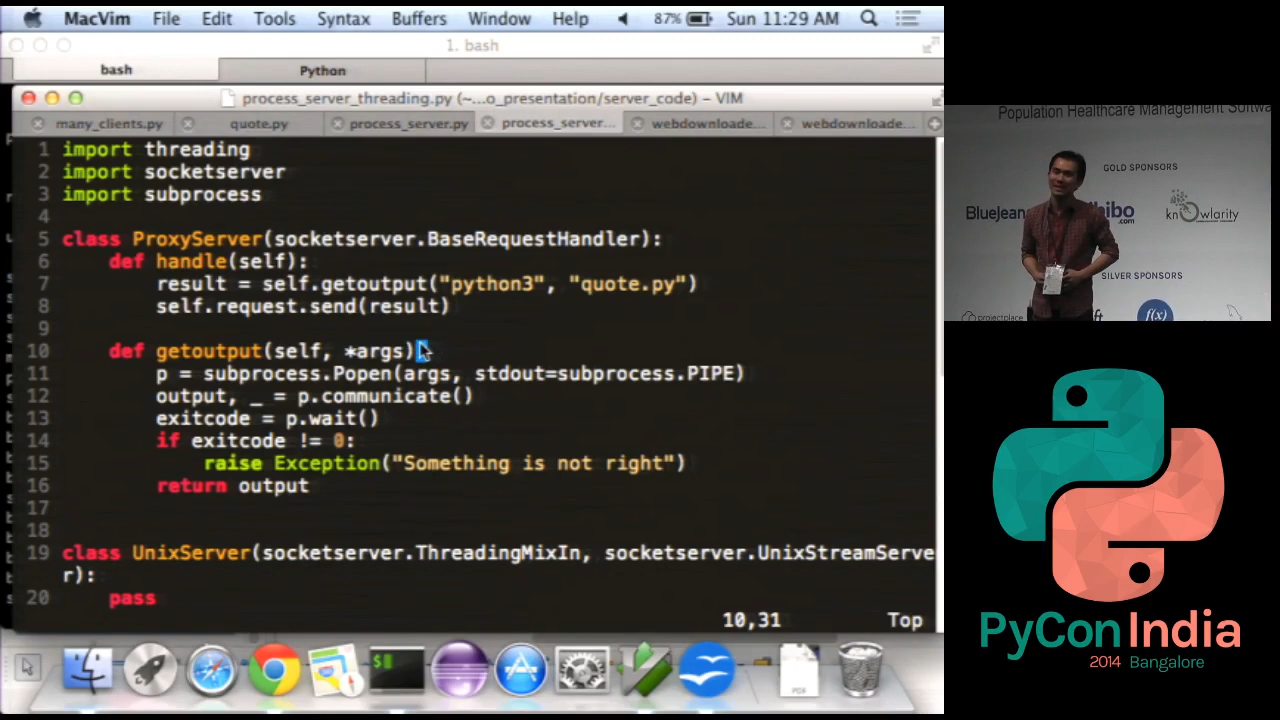 MacVim File Edit Tools Syntax Buffers Window Help 87% Sun 11:29 AM
1. bash
bash Python
process_server_threading.py (~...o_presentation/server_code) – VIM
many_clients.py quote.py process_server.py process_server... webdownloade... webdownloade...
1 import threading
2 import socketserver
3 import subprocess
4
5 class ProxyServer(socketserver.BaseRequestHandler):
6 def handle(self):
7 result = self.getoutput("python3", "quote.py")
8 self.request.send(result)
9
10 def getoutput(self, *args)
11 p = subprocess.Popen(args, stdout=subprocess.PIPE)
12 output, _ = p.communicate()
13 exitcode = p.wait()
14 if exitcode != 0:
15 raise Exception("Something is not right")
16 return output
17
18
19 class UnixServer(socketserver.ThreadingMixIn, socketserver.UnixStreamServe
r):
20 pass
10,31 Top
PDF
Population Healthcare Management Softwa
GOLD SPONSORS
BlueJean ibibo .com knowlarity
SILVER SPONSORS
projectplace ift f(x)
PyCon India
2014 Bangalore